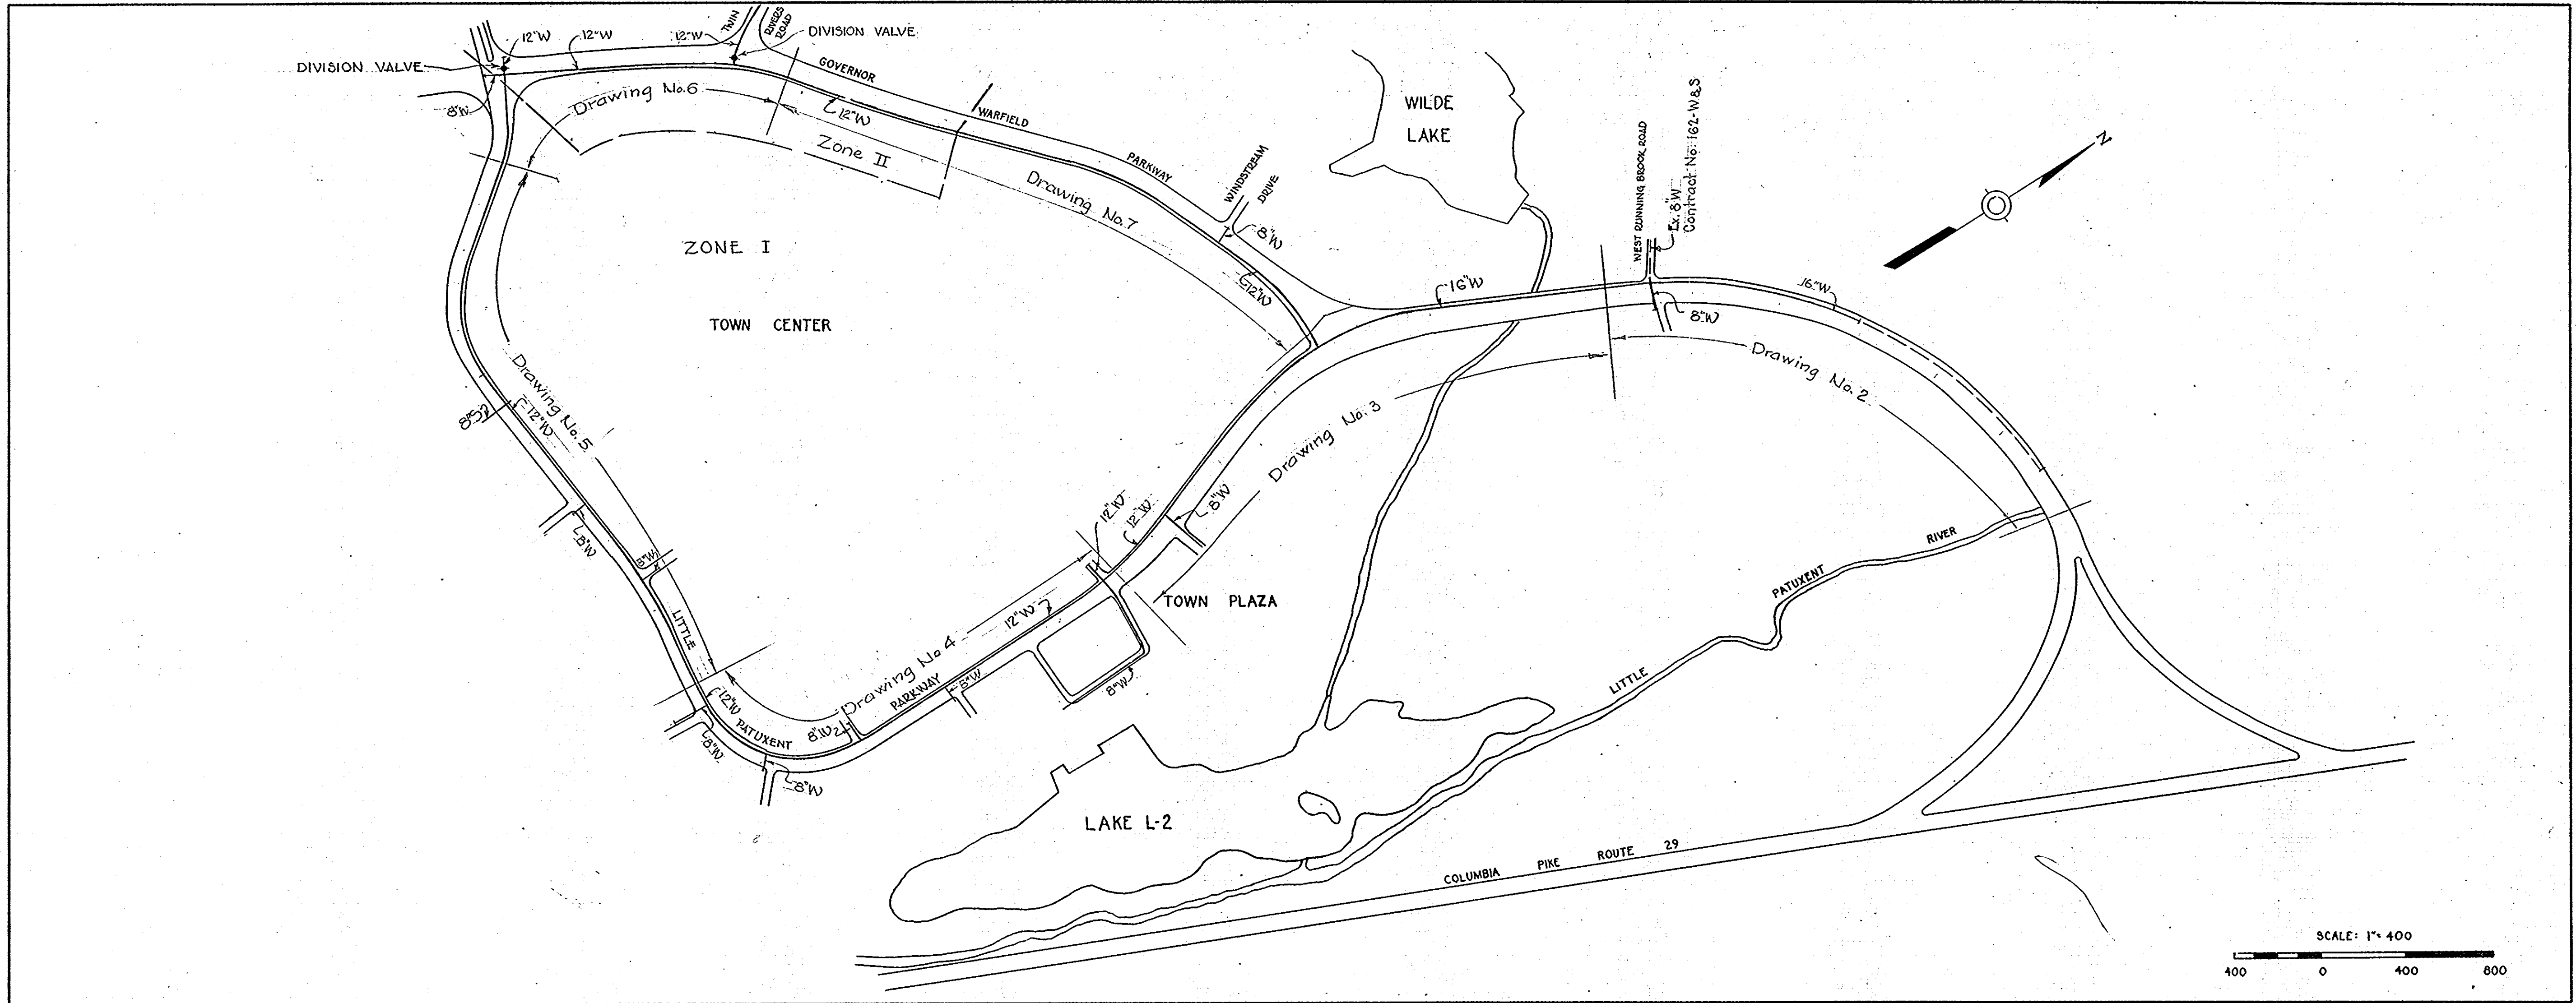 TWIN
RIVERS
ROAD
12"W
12"W
12"W
DIVISION VALVE
DIVISION VALVE
8"W
Drawing No. 6
GOVERNOR
12"W
WARFIELD
Zone II
PARKWAY
Drawing No. 7
WINDSTREAM
DRIVE
8"W
12"W
WILDE
LAKE
NEST RUNNING BROOK ROAD
Ex. 8"W
Contract No. 162-W&S
N
16"W
16"W
8"W
Drawing No. 2
Drawing No. 3
ZONE I
TOWN CENTER
Drawing No. 5
8"S
12"W
8"W
8"W
LITTLE
12"W
PATUXENT
8"W
8"W
8"W
Drawing No 4
PARKWAY
8"W
12"W
12"W
12"W
8"W
TOWN PLAZA
8"W
RIVER
PATUXENT
LITTLE
LAKE L-2
COLUMBIA PIKE ROUTE 29
SCALE: 1"= 400
400 0 400 800